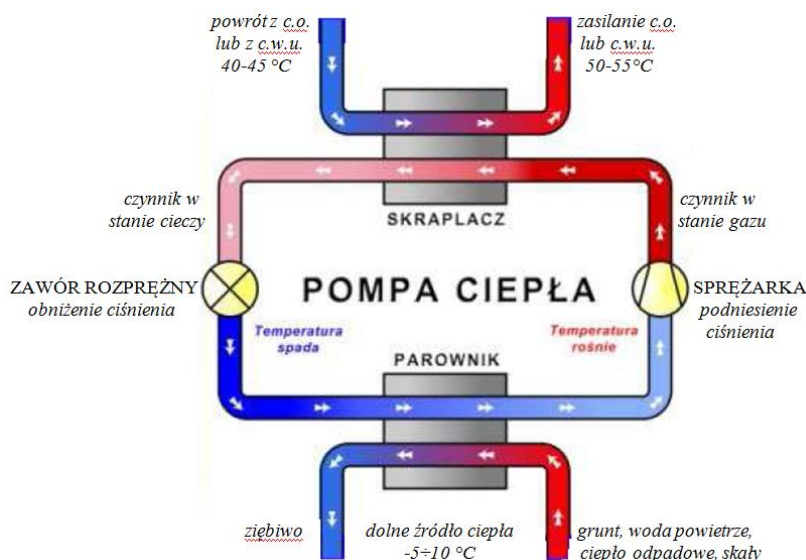 powrót z c.o.
lub z c.w.u.
40-45 °C
zasilanie c.o.
lub c.w.u.
50-55°C
czynnik w
stanie cieczy
SKRAPLACZ
czynnik w
stanie gazu
ZAWÓR ROZPRĘŻNY
obniżenie ciśnienia
POMPA CIEPŁA
SPRĘŻARKA
podniesienie
ciśnienia
Temperatura
spada
Temperatura
rośnie
PAROWNIK
ziębiwo
dolne źródło ciepła
-5÷10 °C
grunt, woda powietrze,
ciepło odpadowe, skały